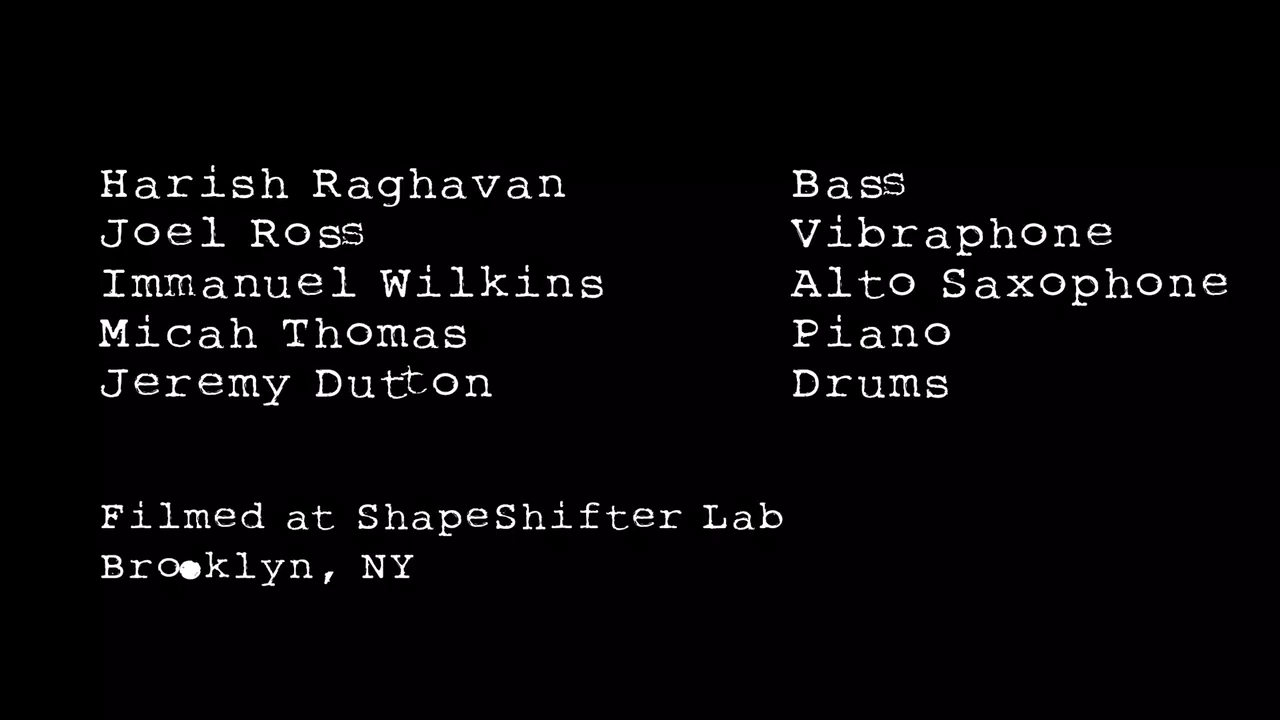 Harish Raghavan Bass
Joel Ross Vibraphone
Immanuel Wilkins Alto Saxophone
Micah Thomas Piano
Jeremy Dutton Drums
Filmed at ShapeShifter Lab
Brooklyn, NY